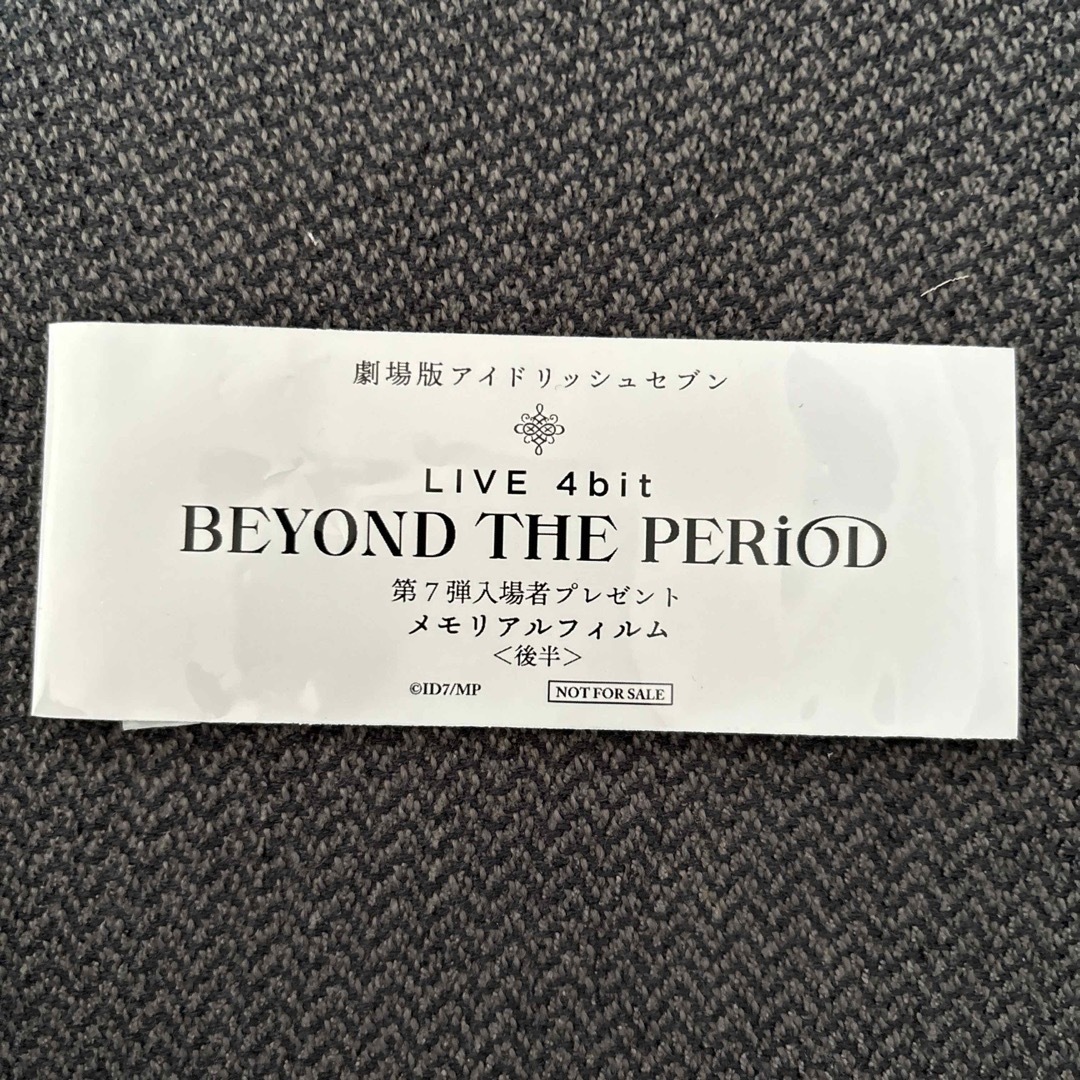 劇場版アイドリッシュセブン
LIVE 4bit
BEYOND THE PERiOD
第7弾入場者プレゼント
メモリアルフィルム
＜後半＞
©ID7/MP NOT FOR SALE